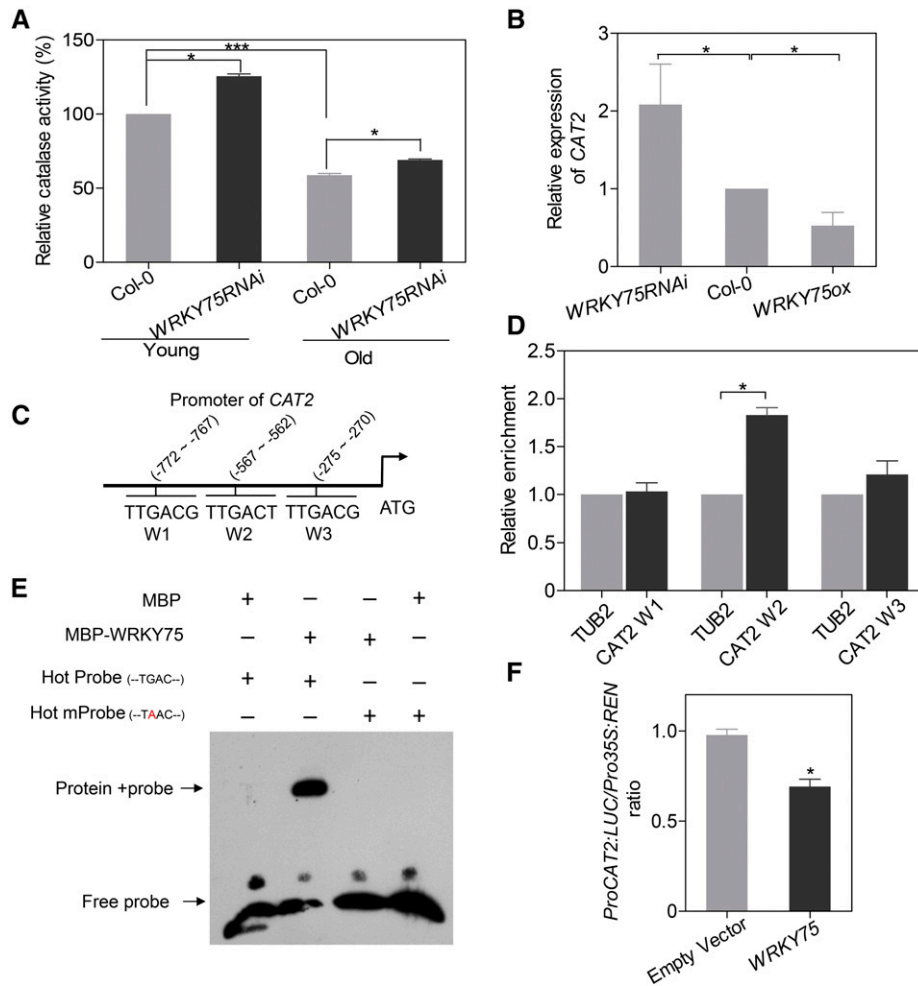 A
Relative catalase activity (%)
150
100
50
0
***
*
*
Col-0
WRKY75RNAi
Col-0
WRKY75RNAi
Young
Old
B
Relative expression
of CAT2
3
2
1
0
*
*
WRKY75RNAi
Col-0
WRKY75ox
C
Promoter of CAT2
(-772 ~ -767)
(-567 ~ -562)
(-275 ~ -270)
TTGACG TTGACT TTGACG
W1 W2 W3
ATG
D
Relative enrichment
2.5
2.0
1.5
1.0
0.5
0
*
TUB2
CAT2 W1
TUB2
CAT2 W2
TUB2
CAT2 W3
E
MBP + − − +
MBP-WRKY75 − + + −
Hot Probe (--TGAC--) + + − −
Hot mProbe (--TAAC--) − − + +
Protein +probe
Free probe
F
ProCAT2:LUC/Pro35S:REN
ratio
1.0
0.5
0
*
Empty Vector
WRKY75